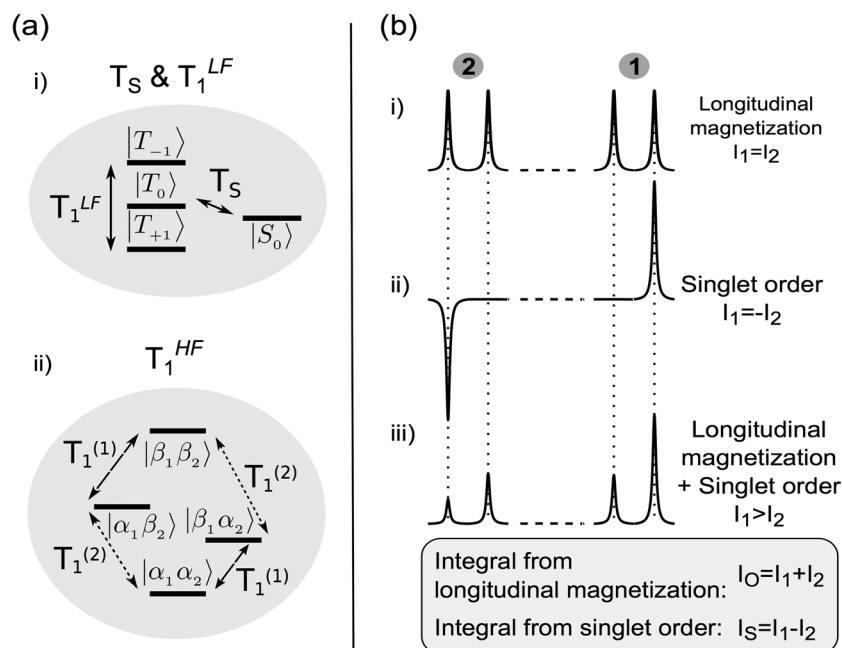 (a)
i) T_S & T_1^{LF}
|T_{-1}⟩
|T_0⟩
|T_{+1}⟩
T_1^{LF}
T_S
|S_0⟩
ii) T_1^{HF}
T_1^{(1)}
|β_1β_2⟩
T_1^{(2)}
|α_1β_2⟩
|β_1α_2⟩
T_1^{(2)}
|α_1α_2⟩
T_1^{(1)}
(b)
2 1
i)
Longitudinal
magnetization
I_1=I_2
ii)
Singlet order
I_1=-I_2
iii)
Longitudinal
magnetization
+ Singlet order
I_1>I_2
Integral from
longitudinal magnetization: I_O=I_1+I_2
Integral from singlet order: I_S=I_1-I_2